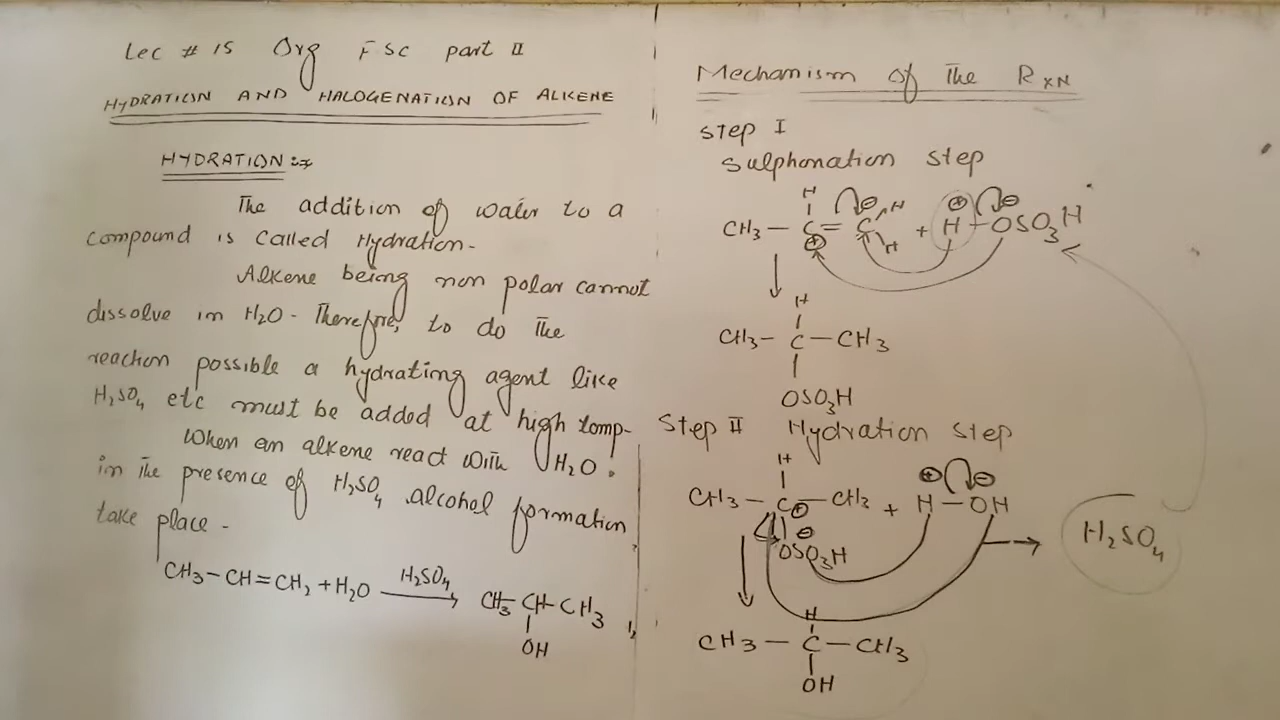 Lec # 15 Org FSc part II
HYDRATION AND HALOGENATION OF ALKENE
HYDRATION :→
The addition of water to a
compound is called Hydration-
Alkene being non polar cannot
dissolve in H2O - Therefore, to do the
reaction possible a hydrating agent like
H2SO4 etc must be added at high temp-
When an alkene react with H2O.
in the presence of H2SO4 alcohol formation
take place -
CH3-CH=CH2 + H2O H2SO4 → CH3-CH-CH3
OH
Mechanism of the RXN
Step I
Sulphonation step
H ⊖ H ⊕ ⊖
CH3 - C = C + H - OSO3H
⊕ H
H
CH3 - C - CH3
OSO3H
Step II Hydration step
H ⊕ ⊖
CH3 - C⊕ - CH3 + H - OH → H2SO4
⊖
OSO3H
H
CH3 - C - CH3
OH